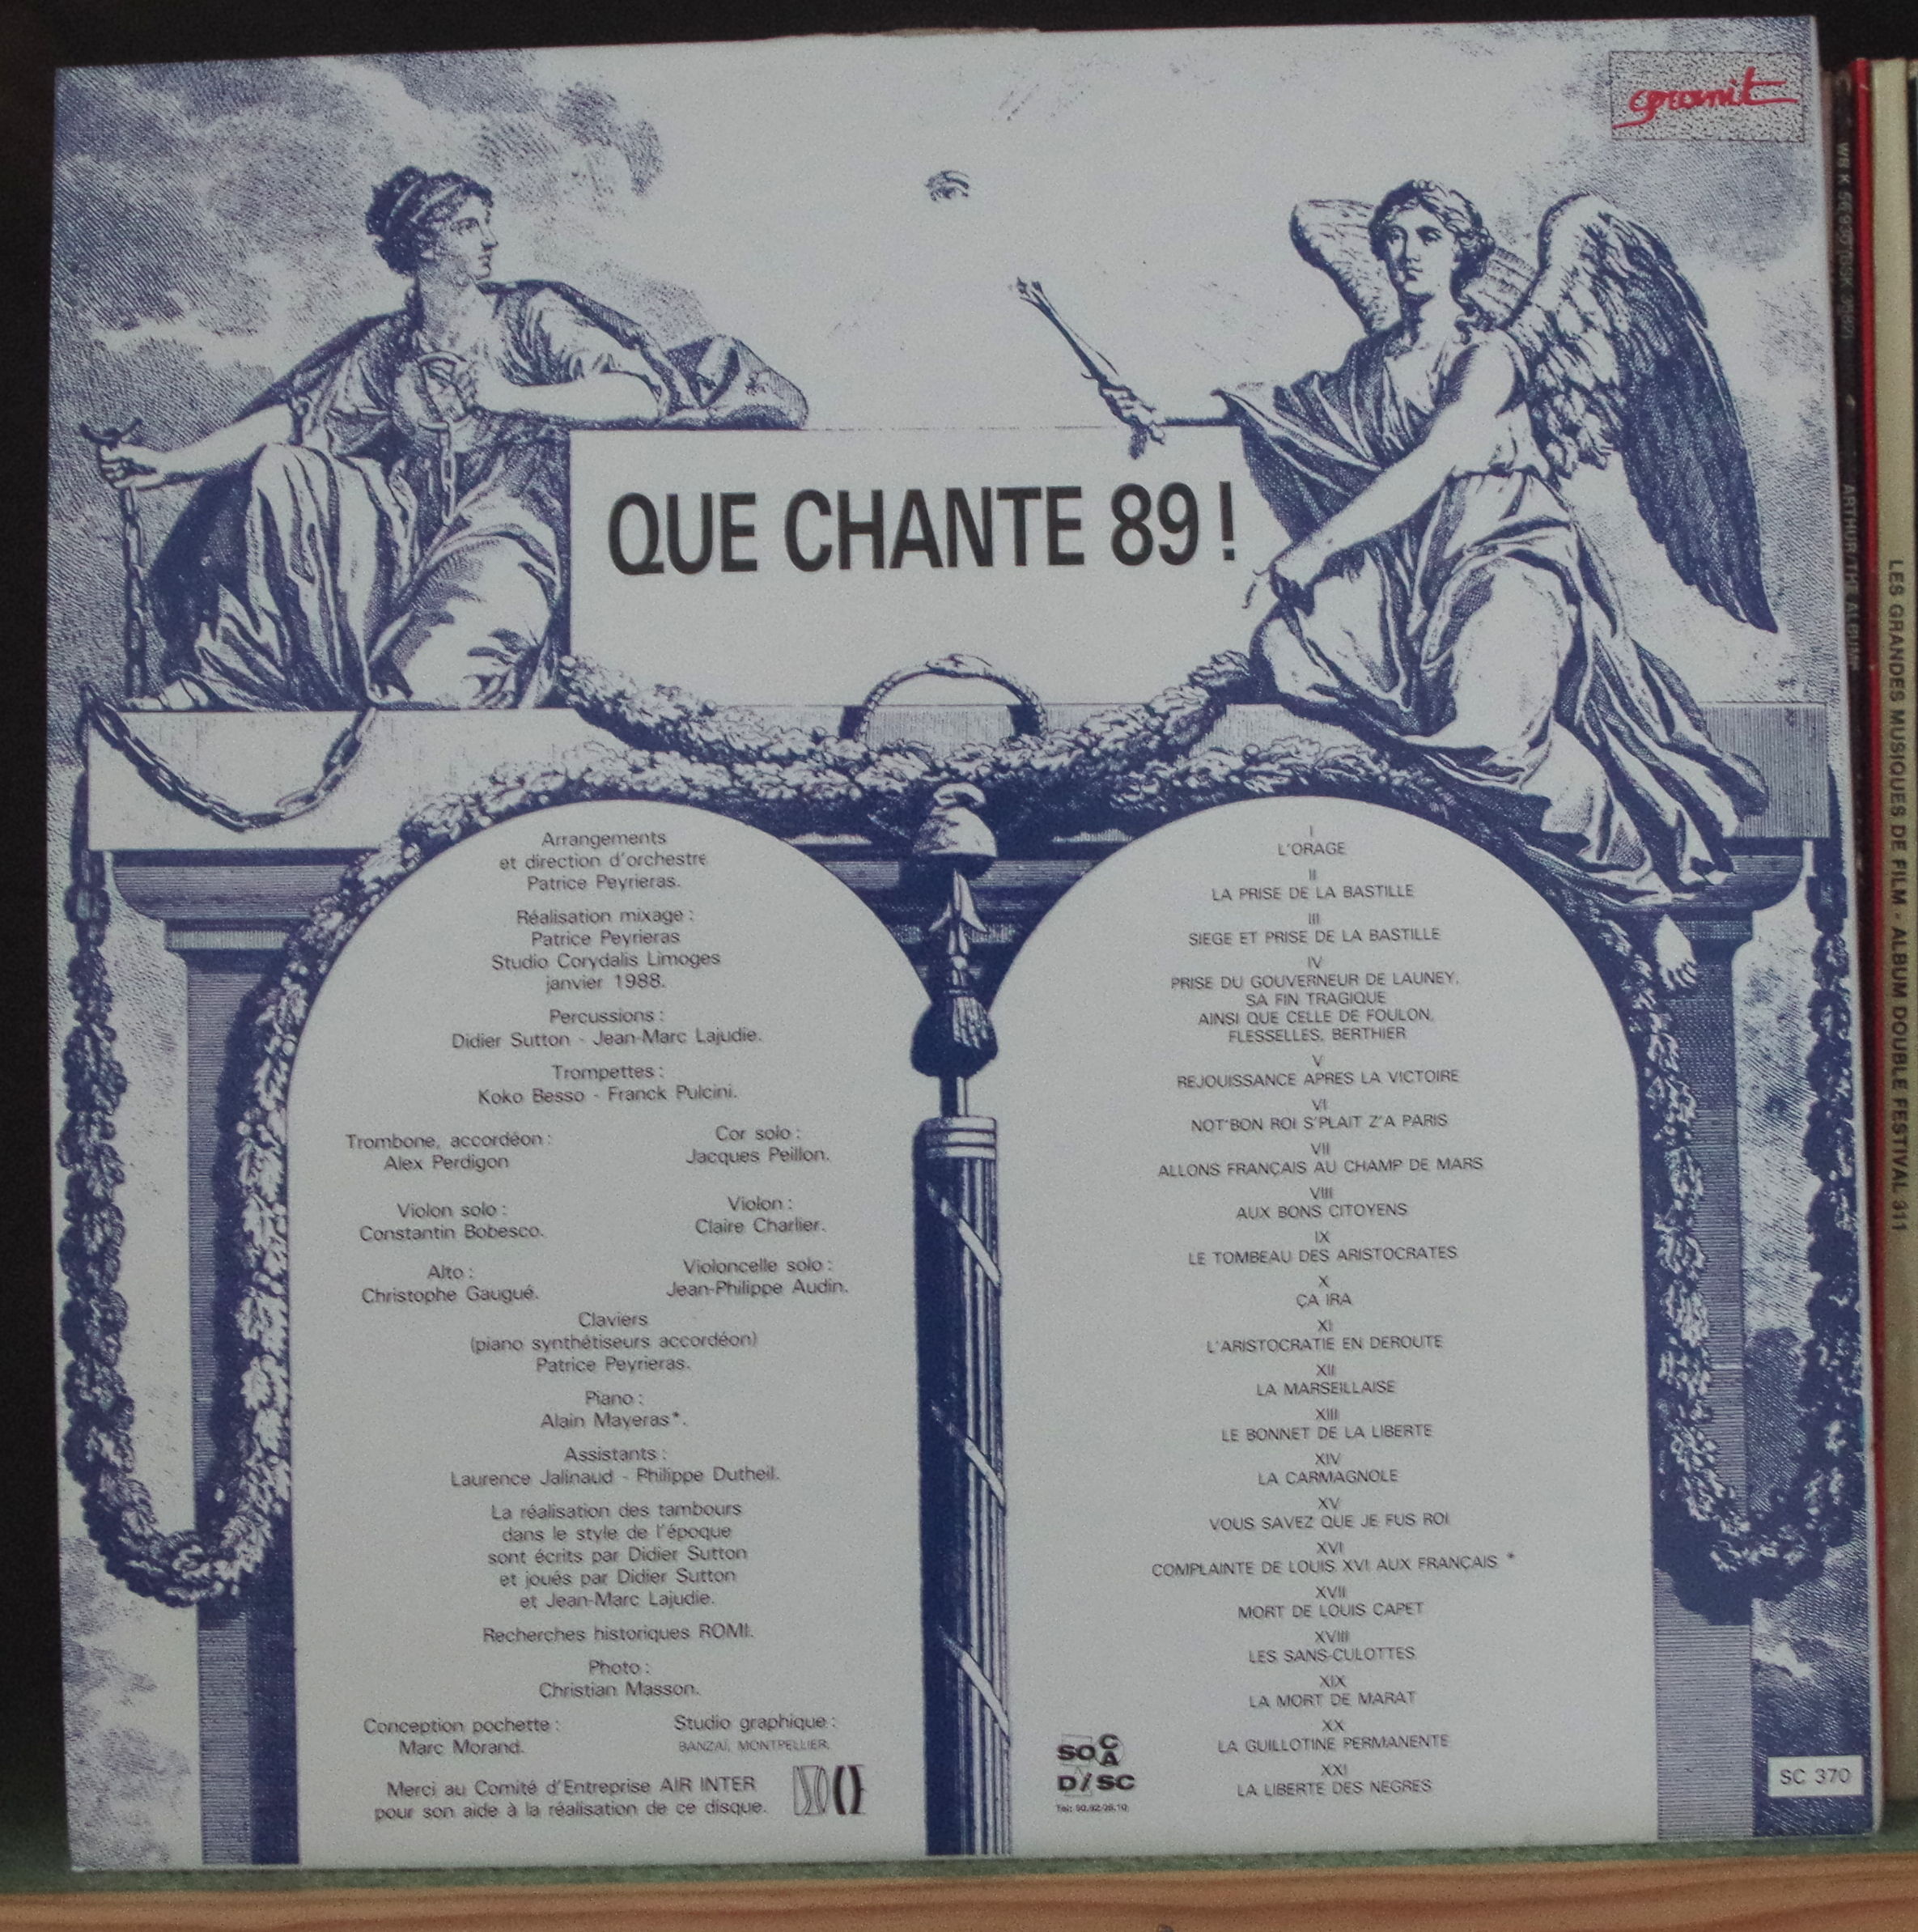 granit
QUE CHANTE 89 !
Arrangements
et direction d'orchestre
Patrice Peyrieras.
Réalisation mixage :
Patrice Peyrieras
Studio Corydalis Limoges
janvier 1988.
Percussions :
Didier Sutton - Jean-Marc Lajudie.
Trompettes :
Koko Besso - Franck Pulcini.
Trombone, accordéon :
Alex Perdigon
Cor solo :
Jacques Peillon.
Violon solo :
Constantin Bobesco.
Violon :
Claire Charlier.
Alto :
Christophe Gaugué.
Violoncelle solo :
Jean-Philippe Audin.
Claviers
(piano synthétiseurs accordéon)
Patrice Peyrieras.
Piano :
Alain Mayeras*.
Assistants :
Laurence Jalinaud - Philippe Dutheil.
La réalisation des tambours
dans le style de l'époque
sont écrits par Didier Sutton
et joués par Didier Sutton
et Jean-Marc Lajudie.
Recherches historiques ROMI.
Photo :
Christian Masson.
Conception pochette :
Marc Morand.
Studio graphique :
BANZAÏ, MONTPELLIER.
Merci au Comité d'Entreprise AIR INTER
pour son aide à la réalisation de ce disque.
I
L'ORAGE
II
LA PRISE DE LA BASTILLE
III
SIEGE ET PRISE DE LA BASTILLE
IV
PRISE DU GOUVERNEUR DE LAUNEY,
SA FIN TRAGIQUE
AINSI QUE CELLE DE FOULON,
FLESSELLES, BERTHIER
V
REJOUISSANCE APRES LA VICTOIRE
VI
NOT'BON ROI S'PLAIT Z'A PARIS
VII
ALLONS FRANÇAIS AU CHAMP DE MARS
VIII
AUX BONS CITOYENS
IX
LE TOMBEAU DES ARISTOCRATES
X
ÇA IRA
XI
L'ARISTOCRATIE EN DEROUTE
XII
LA MARSEILLAISE
XIII
LE BONNET DE LA LIBERTE
XIV
LA CARMAGNOLE
XV
VOUS SAVEZ QUE JE FUS ROI
XVI
COMPLAINTE DE LOUIS XVI AUX FRANÇAIS *
XVII
MORT DE LOUIS CAPET
XVIII
LES SANS-CULOTTES
XIX
LA MORT DE MARAT
XX
LA GUILLOTINE PERMANENTE
XXI
LA LIBERTE DES NEGRES
SOCA
DISC
SC 370
ARTHUR/THE ALBUM
LES GRANDES MUSIQUES DE FILM - ALBUM DOUBLE FESTIVAL 311